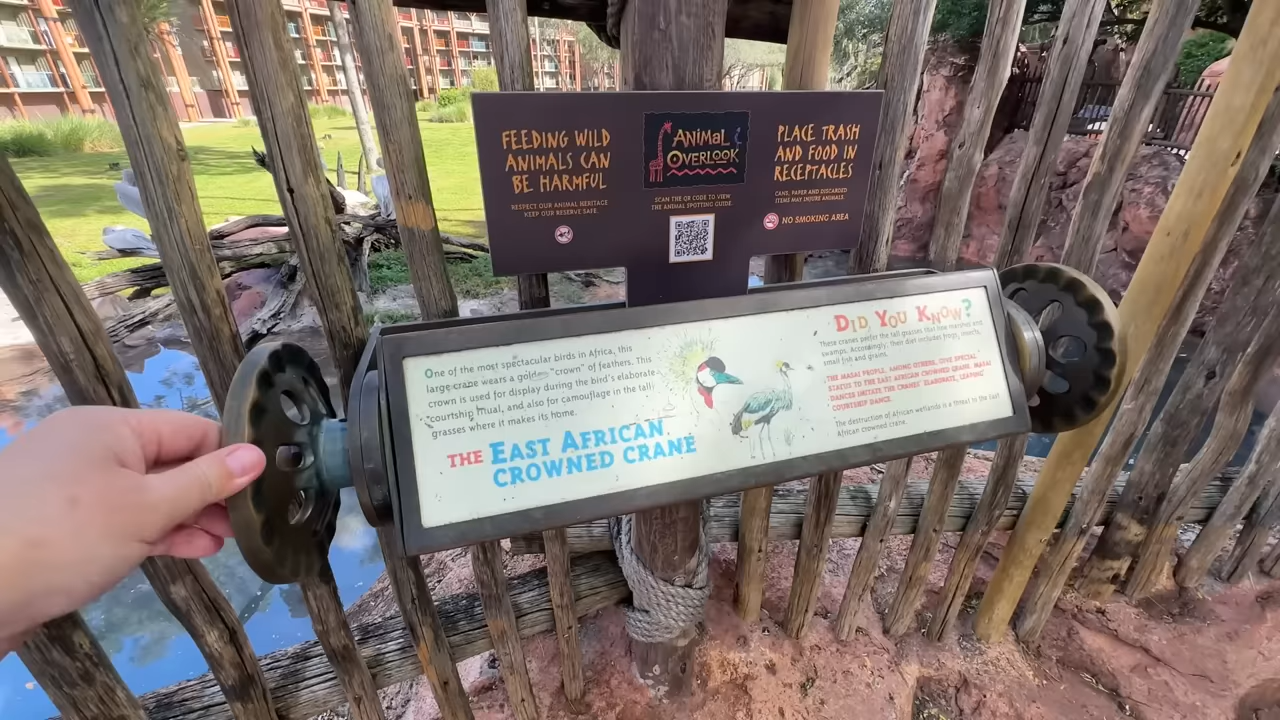 FEEDING WILD
ANIMALS CAN
BE HARMFUL
RESPECT OUR ANIMAL HERITAGE
KEEP OUR RESERVE SAFE.
ANIMAL
OVERLOOK
SCAN THE QR CODE TO VIEW
THE ANIMAL SPOTTING GUIDE
PLACE TRASH
AND FOOD IN
RECEPTACLES
CANS, PAPER AND DISCARDED
ITEMS MAY INJURE ANIMALS.
NO SMOKING AREA
One of the most spectacular birds in Africa, this
large crane wears a golden "crown" of feathers. This
crown is used for display during the bird's elaborate
courtship ritual, and also for camouflage in the tall
grasses where it makes its home.
THE EAST AFRICAN
CROWNED CRANE
DID YOU KNOW?
These cranes prefer the tall grasses that line marshes and
swamps. Accordingly, their diet includes frogs, insects,
small fish and grains.
THE MASAI PEOPLE, AMONG OTHERS, GIVE SPECIAL
STATUS TO THE EAST AFRICAN CROWNED CRANE. MASAI
DANCES IMITATE THE CRANES' ELABORATE, LEAPING
COURTSHIP DANCE.
The destruction of African wetlands is a threat to the East
African crowned crane.